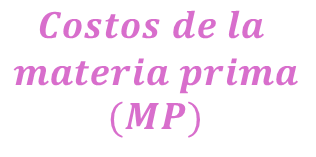 Costos de la
materia prima
(MP)